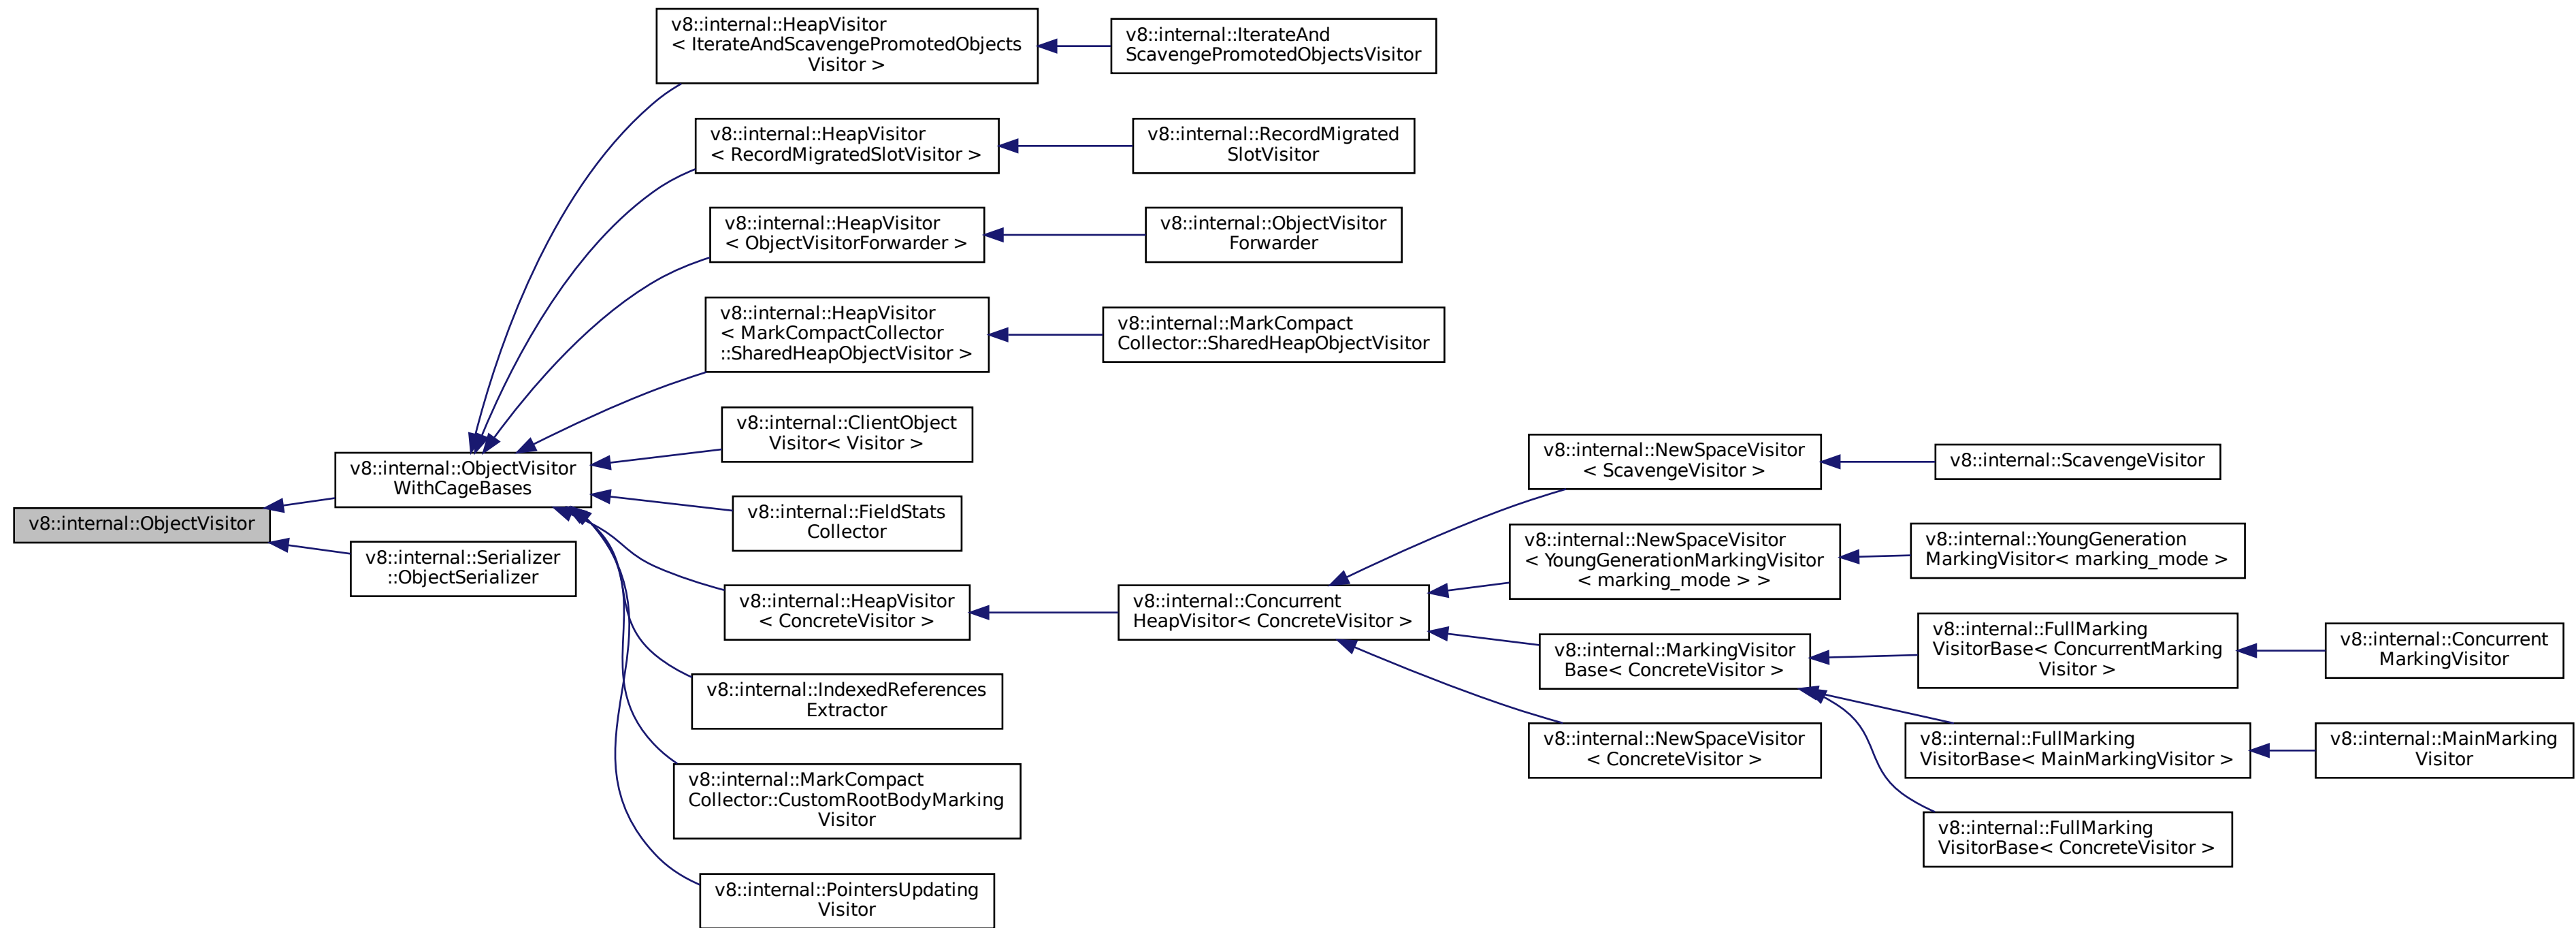 v8::internal::ObjectVisitor
v8::internal::ObjectVisitor
WithCageBases
v8::internal::Serializer
::ObjectSerializer
v8::internal::HeapVisitor
< IterateAndScavengePromotedObjects
Visitor >
v8::internal::HeapVisitor
< RecordMigratedSlotVisitor >
v8::internal::HeapVisitor
< ObjectVisitorForwarder >
v8::internal::HeapVisitor
< MarkCompactCollector
::SharedHeapObjectVisitor >
v8::internal::ClientObject
Visitor< Visitor >
v8::internal::FieldStats
Collector
v8::internal::HeapVisitor
< ConcreteVisitor >
v8::internal::IndexedReferences
Extractor
v8::internal::MarkCompact
Collector::CustomRootBodyMarking
Visitor
v8::internal::PointersUpdating
Visitor
v8::internal::IterateAnd
ScavengePromotedObjectsVisitor
v8::internal::RecordMigrated
SlotVisitor
v8::internal::ObjectVisitor
Forwarder
v8::internal::MarkCompact
Collector::SharedHeapObjectVisitor
v8::internal::Concurrent
HeapVisitor< ConcreteVisitor >
v8::internal::NewSpaceVisitor
< ScavengeVisitor >
v8::internal::NewSpaceVisitor
< YoungGenerationMarkingVisitor
< marking_mode > >
v8::internal::MarkingVisitor
Base< ConcreteVisitor >
v8::internal::NewSpaceVisitor
< ConcreteVisitor >
v8::internal::ScavengeVisitor
v8::internal::YoungGeneration
MarkingVisitor< marking_mode >
v8::internal::FullMarking
VisitorBase< ConcurrentMarking
Visitor >
v8::internal::FullMarking
VisitorBase< MainMarkingVisitor >
v8::internal::FullMarking
VisitorBase< ConcreteVisitor >
v8::internal::Concurrent
MarkingVisitor
v8::internal::MainMarking
Visitor